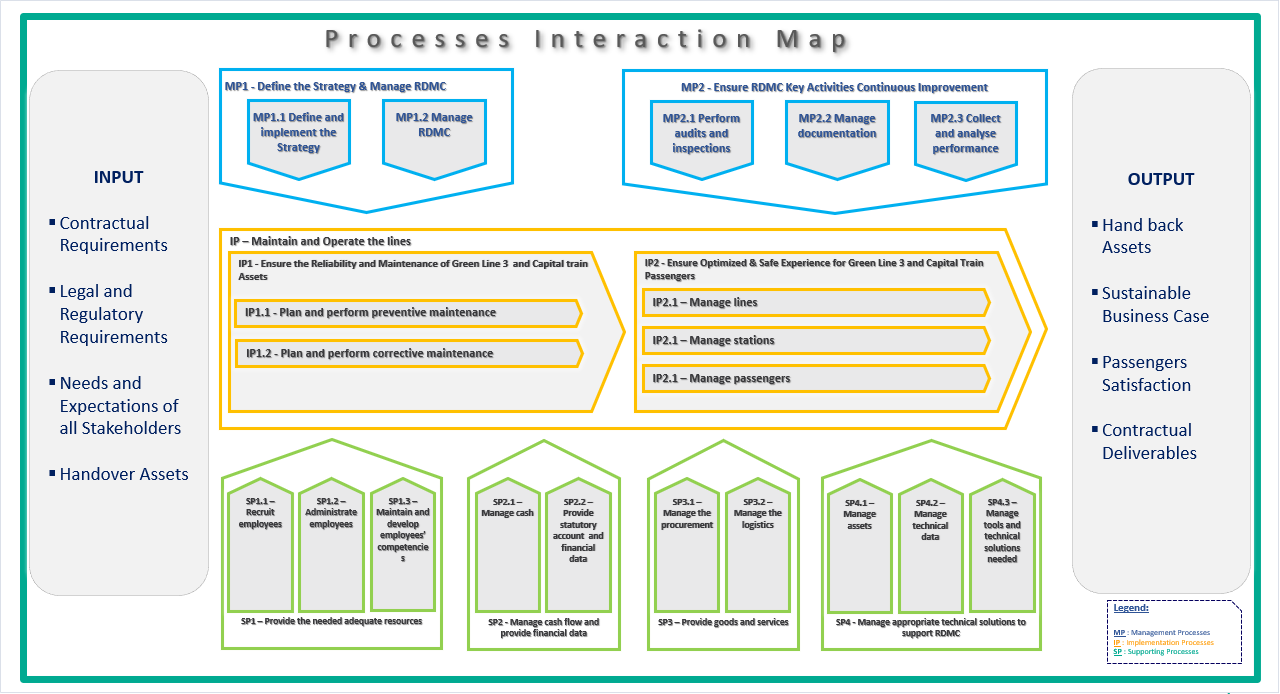 Processes Interaction Map
INPUT
▪ Contractual
Requirements
▪ Legal and
Regulatory
Requirements
▪ Needs and
Expectations of
all Stakeholders
▪ Handover Assets
MP1 - Define the Strategy & Manage RDMC
MP1.1 Define and
implement the
Strategy
MP1.2 Manage
RDMC
MP2 - Ensure RDMC Key Activities Continuous Improvement
MP2.1 Perform
audits and
inspections
MP2.2 Manage
documentation
MP2.3 Collect
and analyse
performance
IP – Maintain and Operate the lines
IP1 - Ensure the Reliability and Maintenance of Green Line 3 and Capital train
Assets
IP1.1 - Plan and perform preventive maintenance
IP1.2 - Plan and perform corrective maintenance
IP2 - Ensure Optimized & Safe Experience for Green Line 3 and Capital Train
Passengers
IP2.1 – Manage lines
IP2.1 – Manage stations
IP2.1 – Manage passengers
SP1.1 –
Recruit
employees
SP1.2 –
Administrate
employees
SP1.3 –
Maintain and
develop
employees'
competencie
s
SP1 – Provide the needed adequate resources
SP2.1 –
Manage cash
SP2.2 –
Provide
statutory
account and
financial
data
SP2 - Manage cash flow and
provide financial data
SP3.1 –
Manage the
procurement
SP3.2 –
Manage the
logistics
SP3 – Provide goods and services
SP4.1 –
Manage
assets
SP4.2 –
Manage
technical
data
SP4.3 –
Manage
tools and
technical
solutions
needed
SP4 - Manage appropriate technical solutions to
support RDMC
OUTPUT
▪ Hand back
Assets
▪ Sustainable
Business Case
▪ Passengers
Satisfaction
▪ Contractual
Deliverables
Legend:
MP : Management Processes
IP : Implementation Processes
SP : Supporting Processes